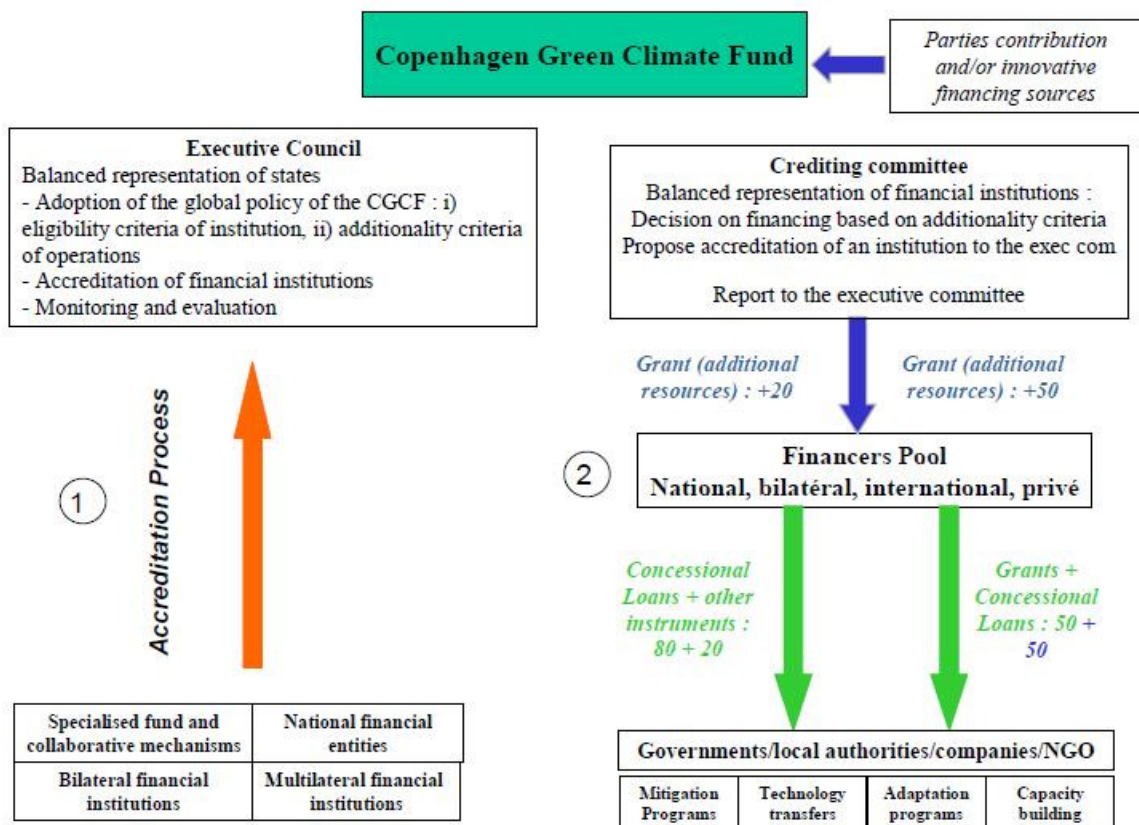 Copenhagen Green Climate Fund
Parties contribution
and/or innovative
financing sources
Executive Council
Balanced representation of states
- Adoption of the global policy of the CGCF : i)
eligibility criteria of institution, ii) additionality criteria
of operations
- Accreditation of financial institutions
- Monitoring and evaluation
Crediting committee
Balanced representation of financial institutions :
Decision on financing based on additionality criteria
Propose accreditation of an institution to the exec com
Report to the executive committee
Grant (additional
resources) : +20
Grant (additional
resources) : +50
1
Accreditation Process
2
Financers Pool
National, bilatéral, international, privé
Concessional
Loans + other
instruments :
80 + 20
Grants +
Concessional
Loans : 50 +
50
Specialised fund and
collaborative mechanisms
National financial
entities
Bilateral financial
institutions
Multilateral financial
institutions
Governments/local authorities/companies/NGO
Mitigation
Programs
Technology
transfers
Adaptation
programs
Capacity
building